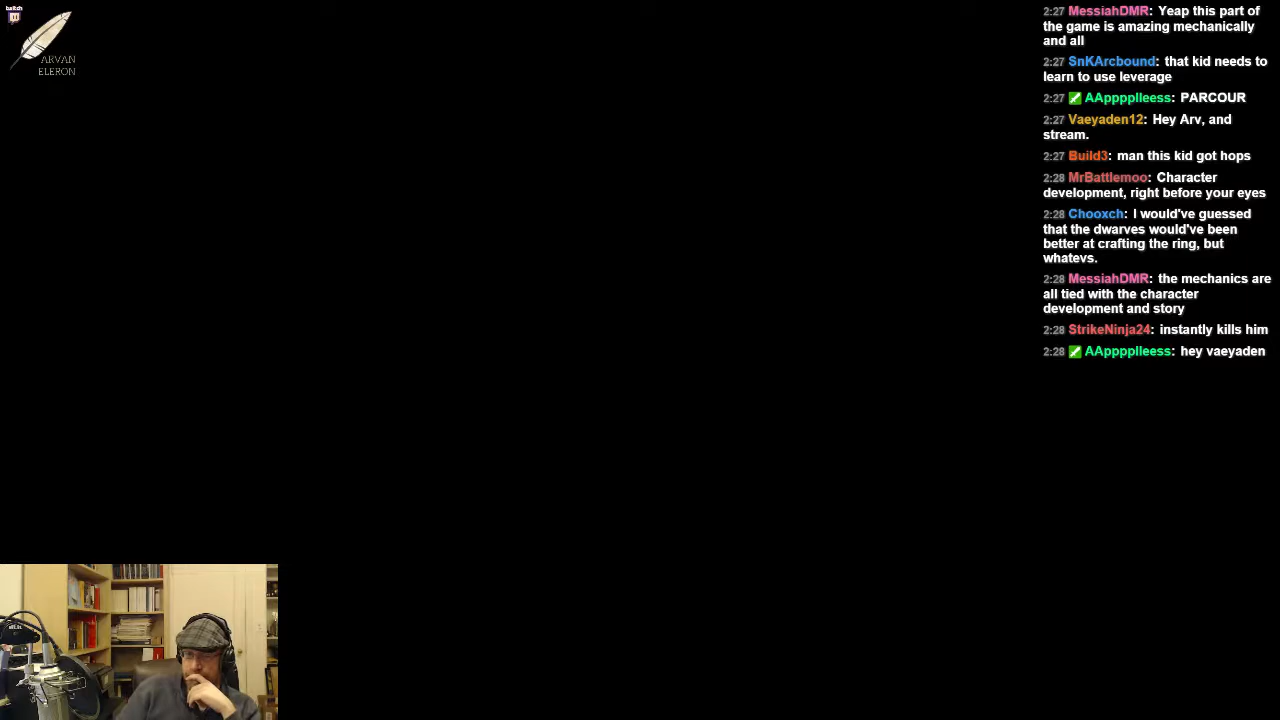 twitch
ARVAN
ELERON
2:27 MessiahDMR: Yeap this part of
the game is amazing mechanically
and all
2:27 SnKArcbound: that kid needs to
learn to use leverage
2:27 AApppplleess: PARCOUR
2:27 Vaeyaden12: Hey Arv, and
stream.
2:27 Build3: man this kid got hops
2:28 MrBattlemoo: Character
development, right before your eyes
2:28 Chooxch: I would've guessed
that the dwarves would've been
better at crafting the ring, but
whatevs.
2:28 MessiahDMR: the mechanics are
all tied with the character
development and story
2:28 StrikeNinja24: instantly kills him
2:28 AApppplleess: hey vaeyaden